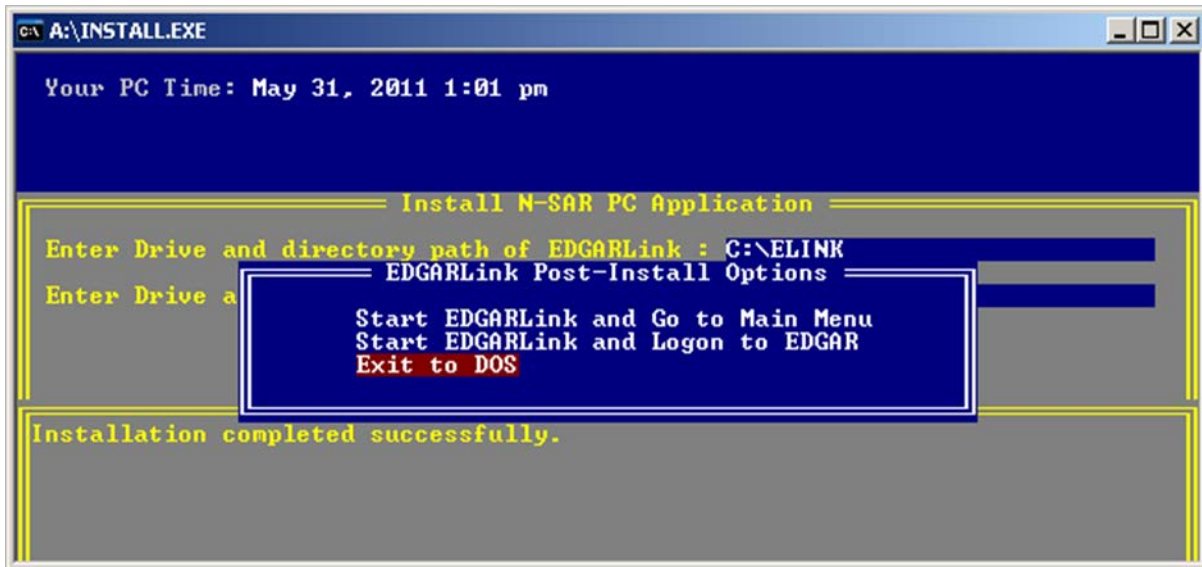 A:\INSTALL.EXE
Your PC Time: May 31, 2011 1:01 pm
Install N-SAR PC Application
Enter Drive and directory path of EDGARLink : C:\ELINK
EDGARLink Post-Install Options
Enter Drive a
Start EDGARLink and Go to Main Menu
Start EDGARLink and Logon to EDGAR
Exit to DOS
Installation completed successfully.